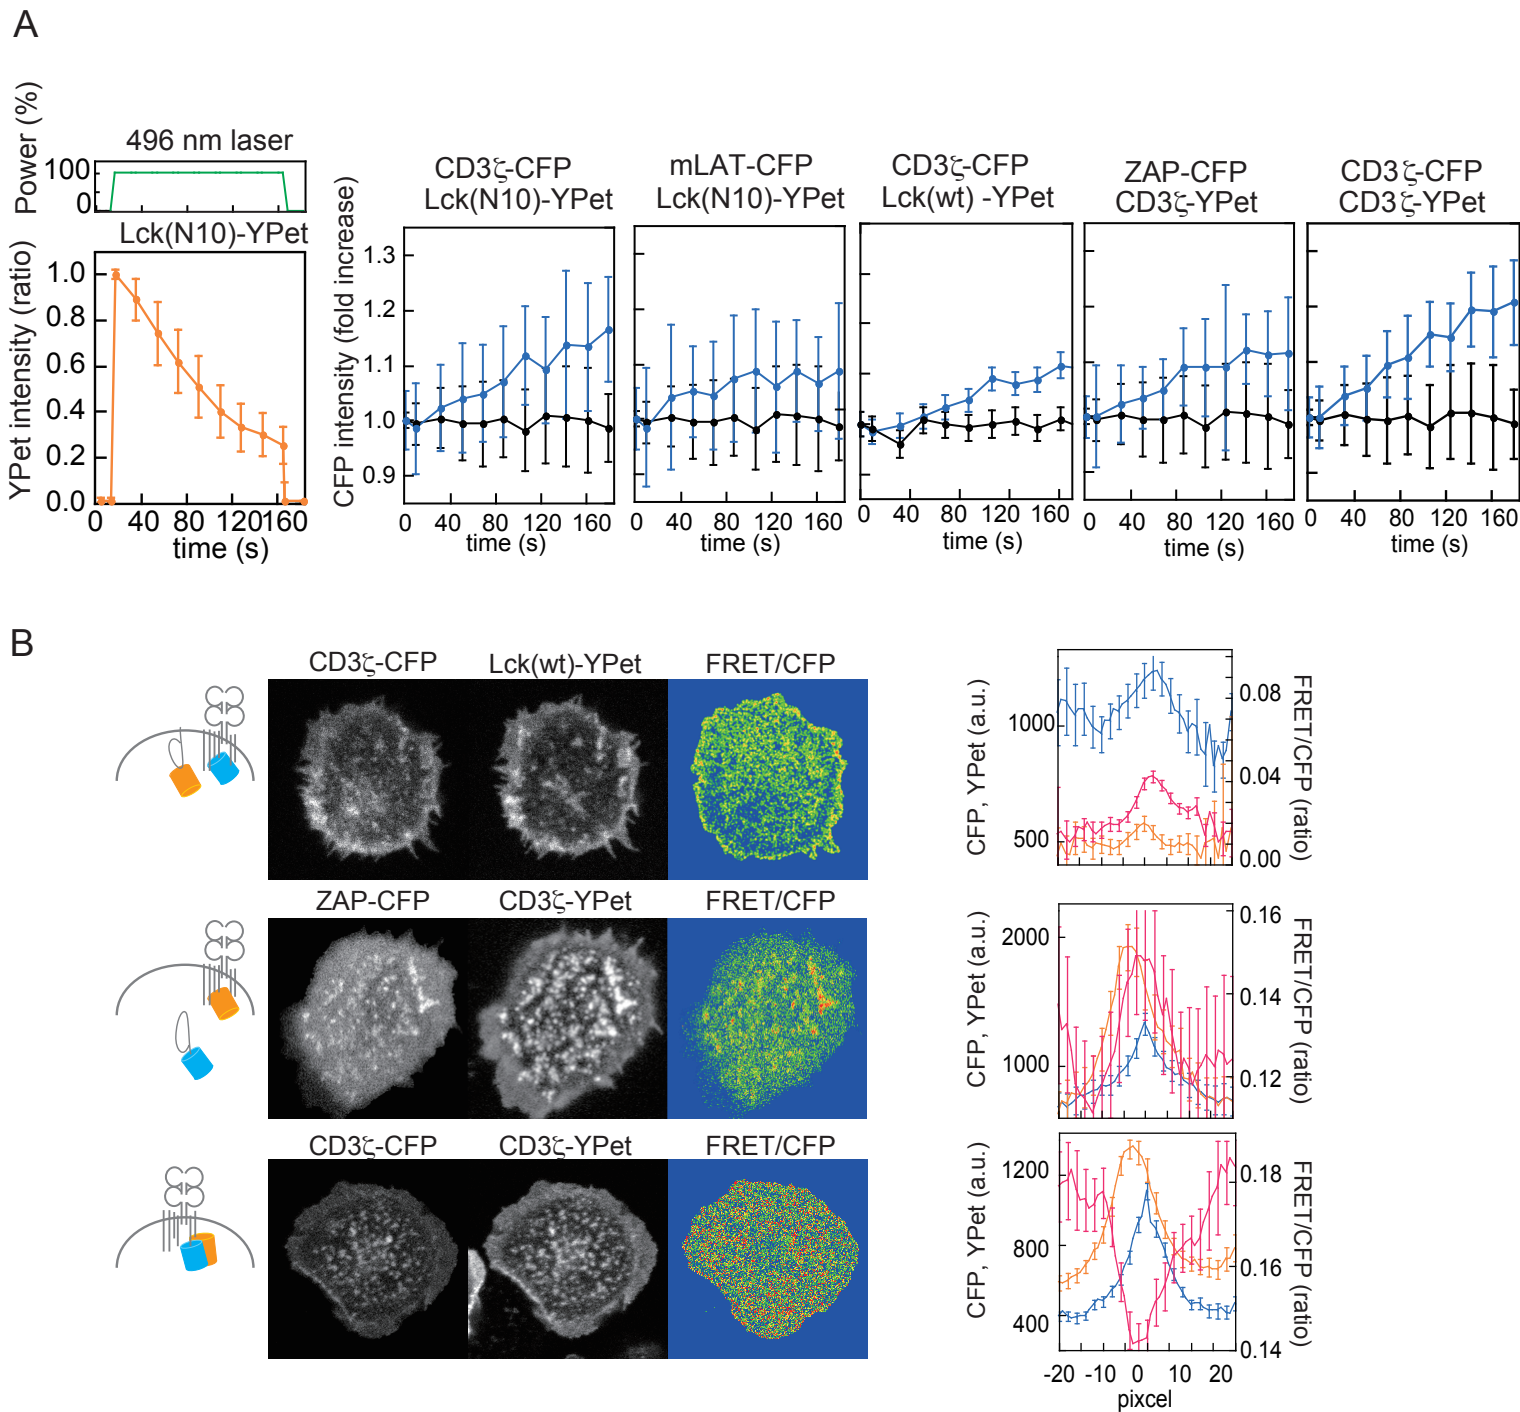 A
Power (%)
496 nm laser
100
0
Lck(N10)-YPet
YPet intensity (ratio)
1.0
0.8
0.6
0.4
0.2
0.0
0 40 80 120 160
time (s)
CFP intensity (fold increase)
CD3ζ-CFP
Lck(N10)-YPet
1.3
1.2
1.1
1.0
0.9
0 40 80 120 160
time (s)
mLAT-CFP
Lck(N10)-YPet
0 40 80 120 160
time (s)
CD3ζ-CFP
Lck(wt) -YPet
0 40 80 120 160
time (s)
ZAP-CFP
CD3ζ-YPet
0 40 80 120 160
time (s)
CD3ζ-CFP
CD3ζ-YPet
0 40 80 120 160
time (s)
B
CD3ζ-CFP
Lck(wt)-YPet
FRET/CFP
CFP, YPet (a.u.)
1000
500
0.08
0.04
0.00
FRET/CFP (ratio)
ZAP-CFP
CD3ζ-YPet
FRET/CFP
CFP, YPet (a.u.)
2000
1000
0.16
0.14
0.12
FRET/CFP (ratio)
CD3ζ-CFP
CD3ζ-YPet
FRET/CFP
CFP, YPet (a.u.)
1200
800
400
0.18
0.16
0.14
FRET/CFP (ratio)
-20 -10 0 10 20
pixcel